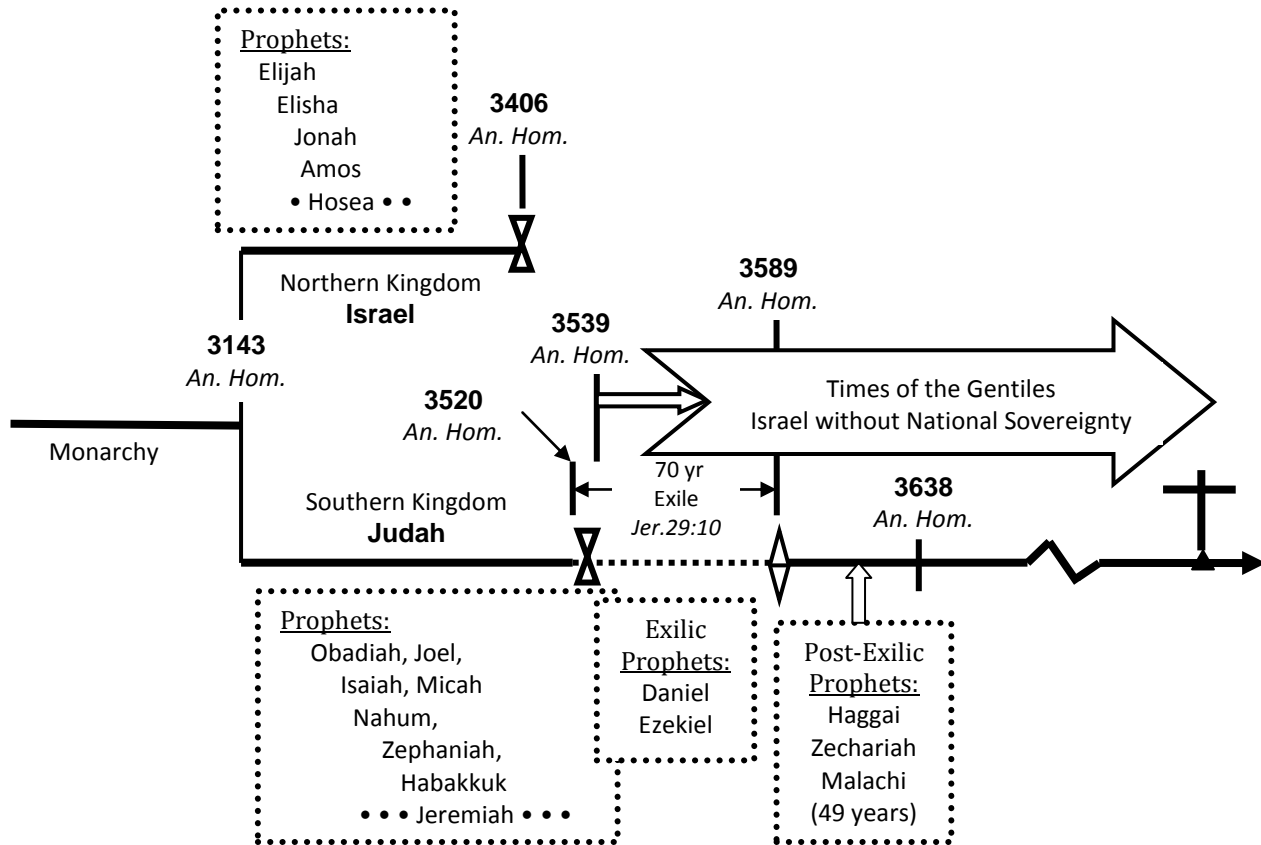 Prophets:
Elijah
Elisha
Jonah
Amos
• Hosea • •
3406
An. Hom.
Northern Kingdom
Israel
3143
An. Hom.
Monarchy
3589
An. Hom.
3539
An. Hom.
3520
An. Hom.
Times of the Gentiles
Israel without National Sovereignty
Southern Kingdom
Judah
70 yr
Exile
Jer.29:10
3638
An. Hom.
Prophets:
Obadiah, Joel,
Isaiah, Micah
Nahum,
Zephaniah,
Habakkuk
• • • Jeremiah • • •
Exilic
Prophets:
Daniel
Ezekiel
Post-Exilic
Prophets:
Haggai
Zechariah
Malachi
(49 years)